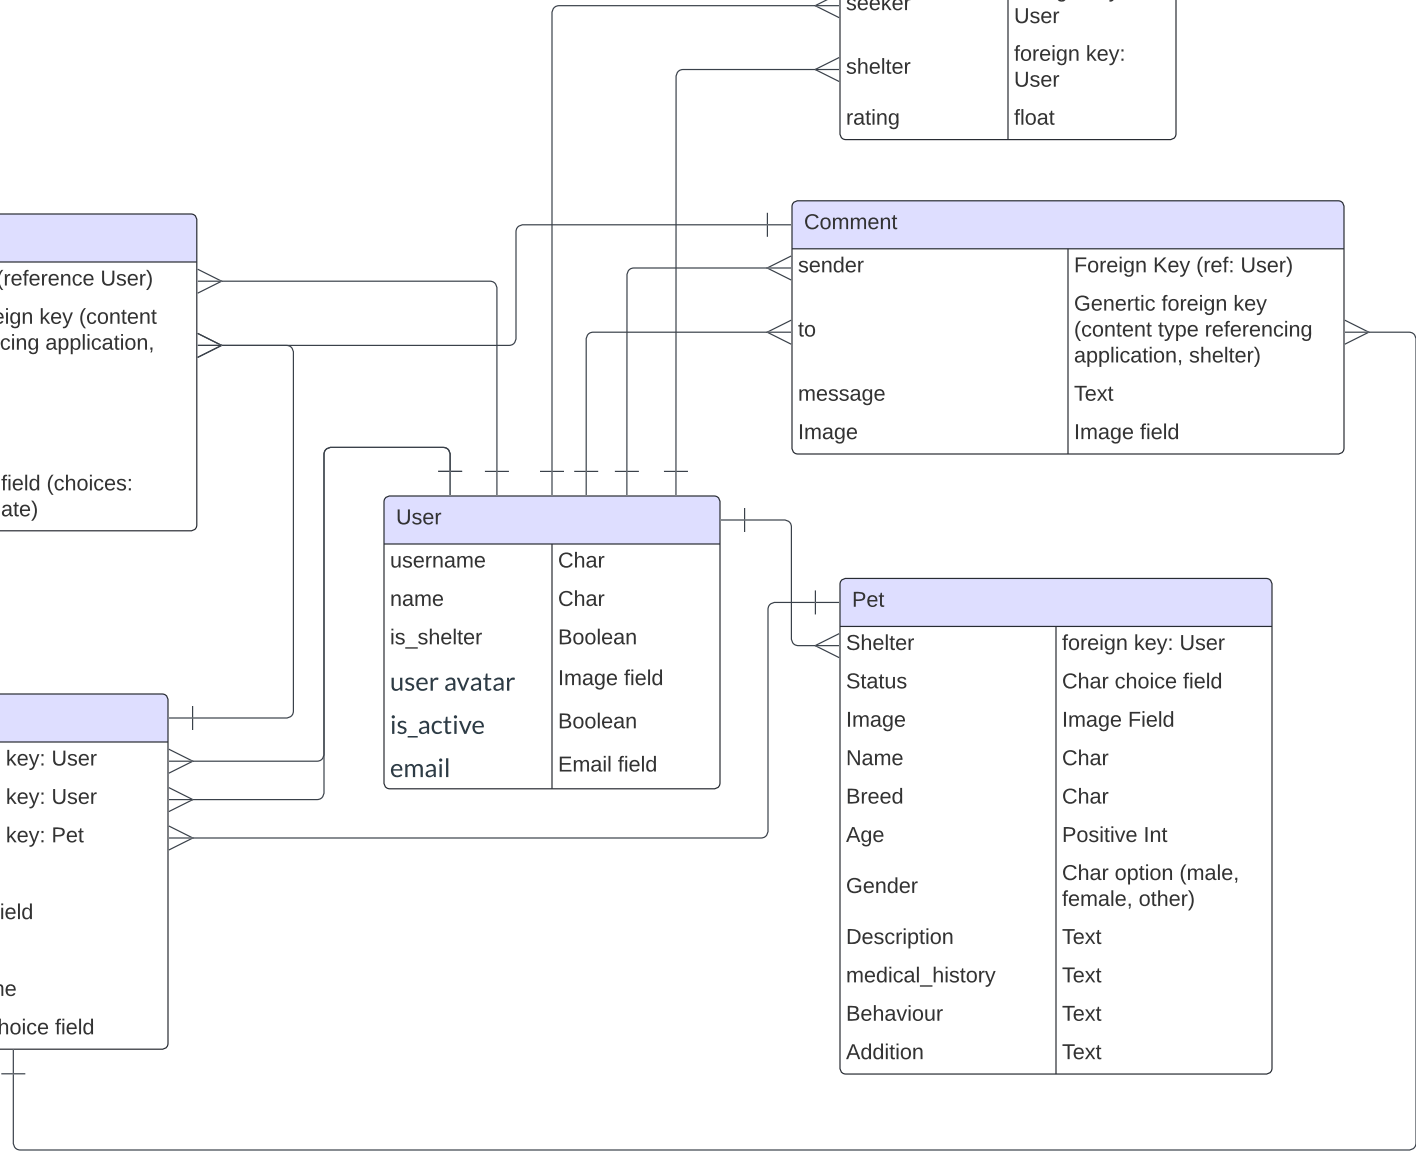 seeker
User
shelter
foreign key:
User
rating
float
(reference User)
eign key (content
cing application,
field (choices:
ate)
Comment
sender
Foreign Key (ref: User)
to
Genertic foreign key
(content type referencing
application, shelter)
message
Text
Image
Image field
User
username
Char
name
Char
is_shelter
Boolean
user avatar
Image field
is_active
Boolean
email
Email field
key: User
key: User
key: Pet
ield
ne
hoice field
Pet
Shelter
foreign key: User
Status
Char choice field
Image
Image Field
Name
Char
Breed
Char
Age
Positive Int
Gender
Char option (male,
female, other)
Description
Text
medical_history
Text
Behaviour
Text
Addition
Text